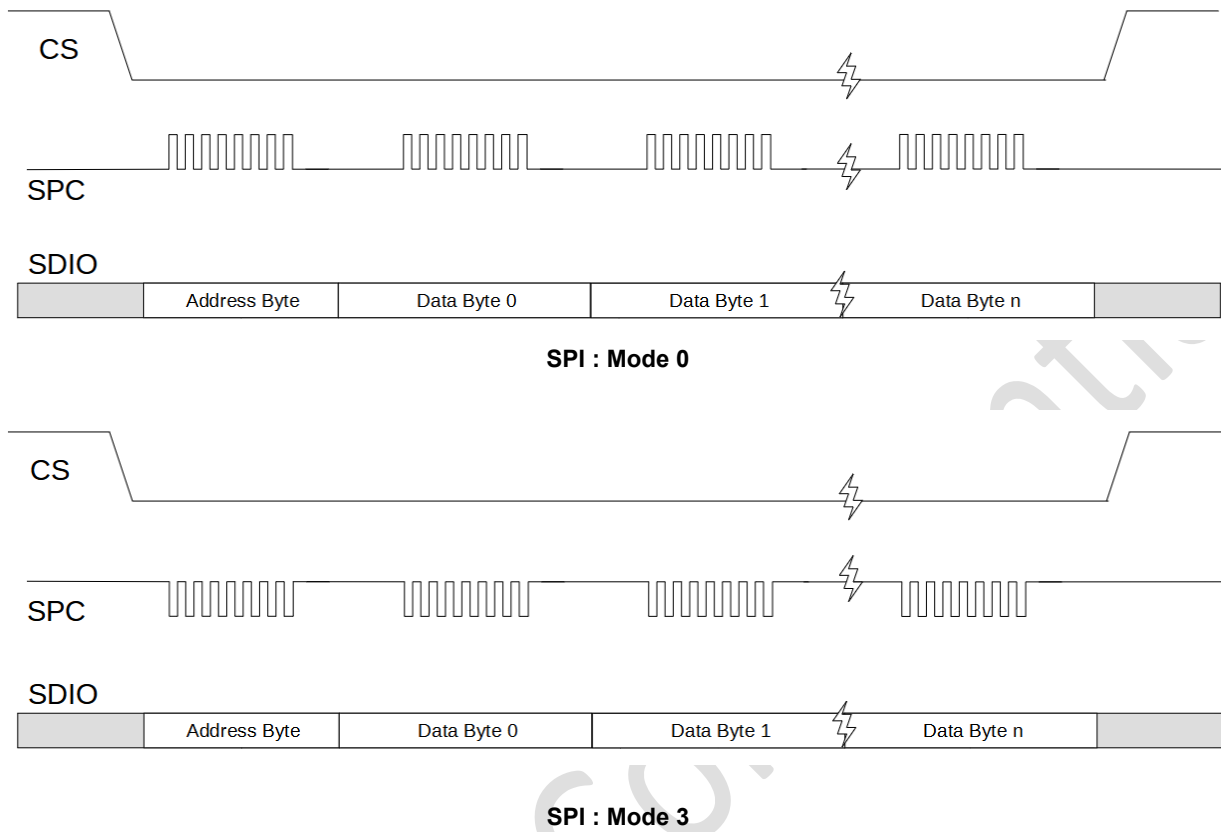 CS
SPC
SDIO
Address Byte Data Byte 0 Data Byte 1 Data Byte n
SPI : Mode 0
CS
SPC
SDIO
Address Byte Data Byte 0 Data Byte 1 Data Byte n
SPI : Mode 3